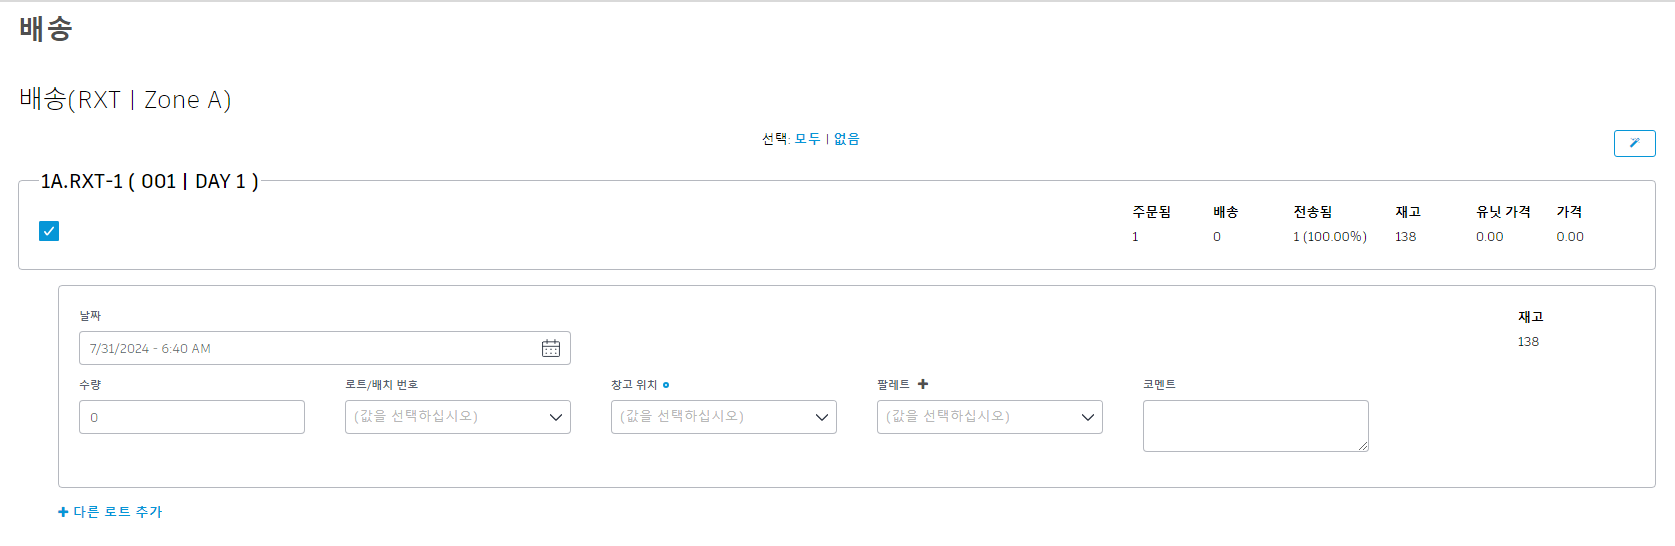 배송
배송(RXT | Zone A)
선택: 모두 | 없음
1A.RXT-1 ( 001 | DAY 1 )
주문됨 배송 전송됨 재고 유닛 가격 가격
1 0 1 (100.00%) 138 0.00 0.00
날짜 재고
7/31/2024 - 6:40 AM 138
수량 로트/배치 번호 창고 위치 팔레트 코멘트
0 (값을 선택하십시오) (값을 선택하십시오) (값을 선택하십시오)
다른 로트 추가